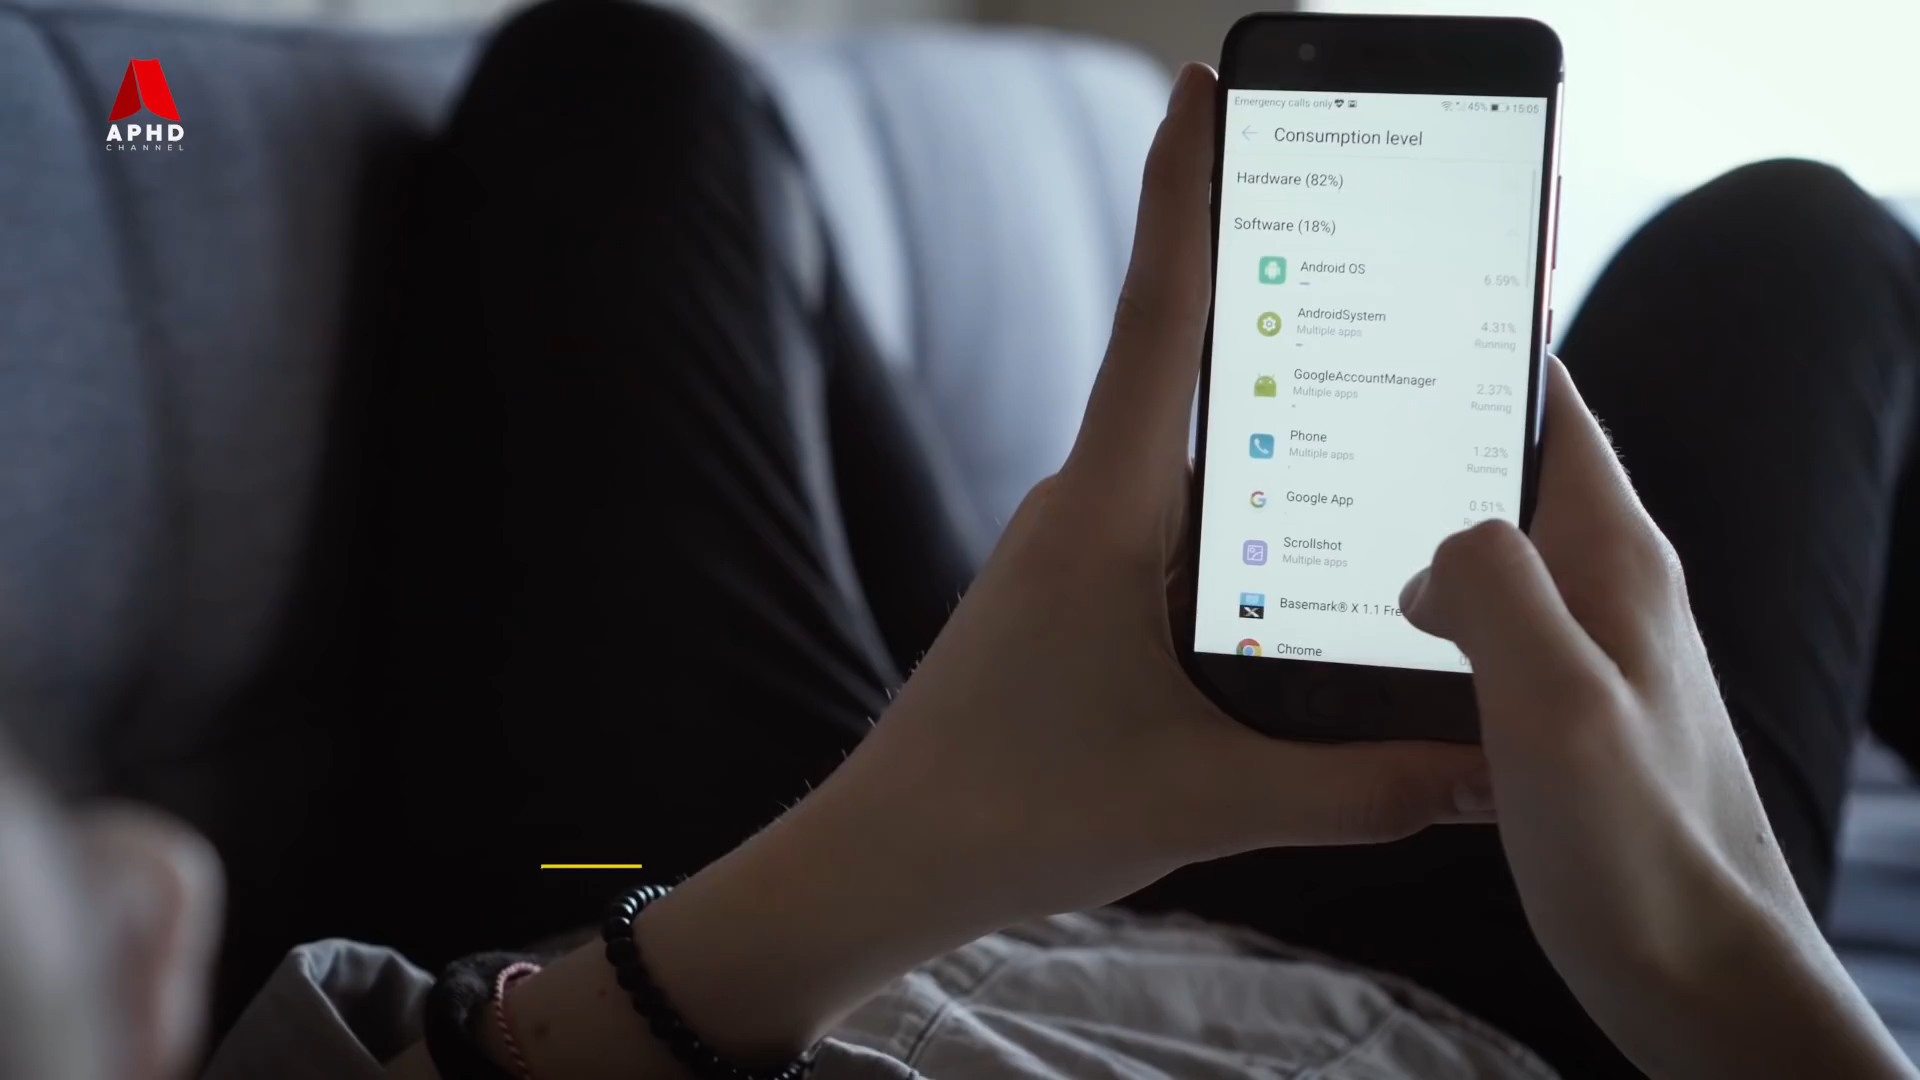 APHD
CHANNEL
Emergency calls only
45%
15:05
Consumption level
Hardware (82%)
Software (18%)
Android OS
6.59%
AndroidSystem
4.31%
Multiple apps
Running
GoogleAccountManager
2.37%
Multiple apps
Running
Phone
1.23%
Multiple apps
Running
Google App
0.51%
Scrollshot
Multiple apps
Basemark® X 1.1
Chrome